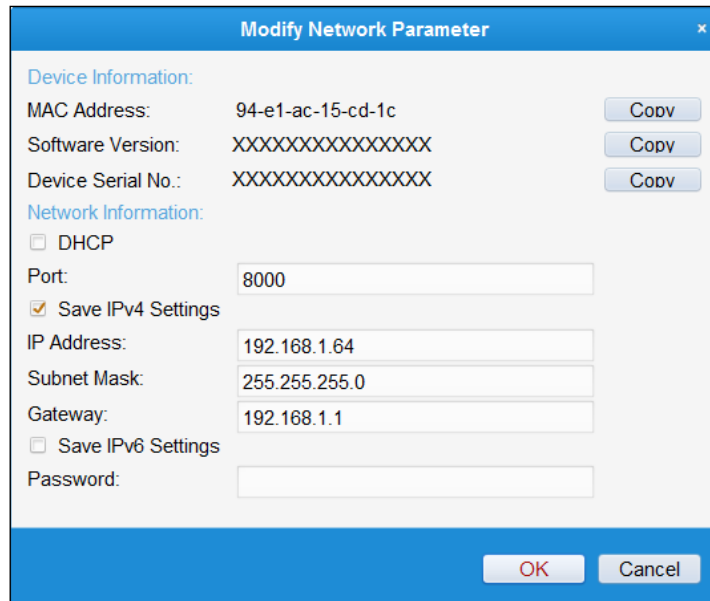 Modify Network Parameter ×
Device Information:
MAC Address: 94-e1-ac-15-cd-1c Copy
Software Version: XXXXXXXXXXXXXXX Copy
Device Serial No.: XXXXXXXXXXXXXXX Copy
Network Information:
DHCP
Port: 8000
Save IPv4 Settings
IP Address: 192.168.1.64
Subnet Mask: 255.255.255.0
Gateway: 192.168.1.1
Save IPv6 Settings
Password:
OK Cancel